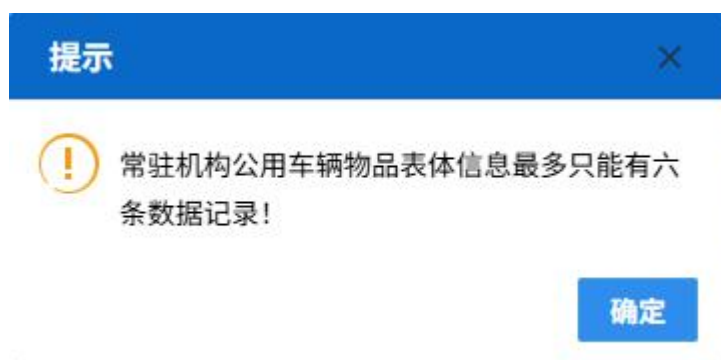 提示
常驻机构公用车辆物品表体信息最多只能有六
条数据记录！
确定